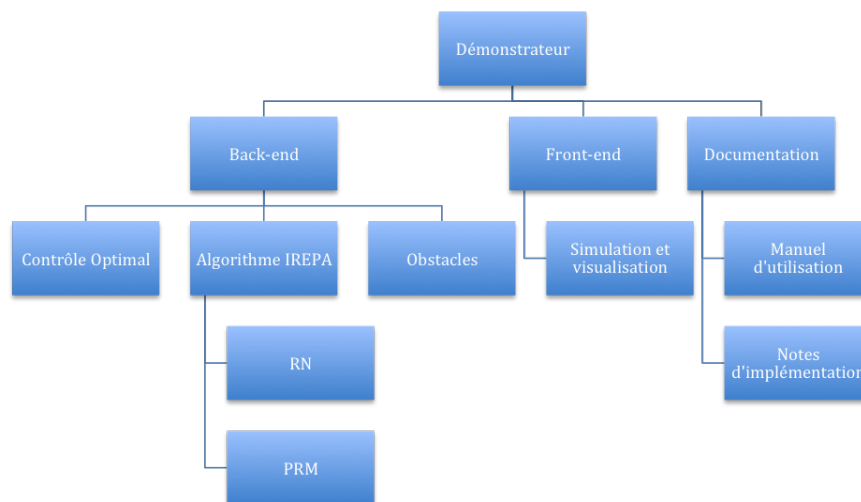 Démonstrateur
Back-end
Front-end
Documentation
Contrôle Optimal
Algorithme IREPA
Obstacles
Simulation et
visualisation
Manuel
d'utilisation
RN
Notes
d'implémentation
PRM